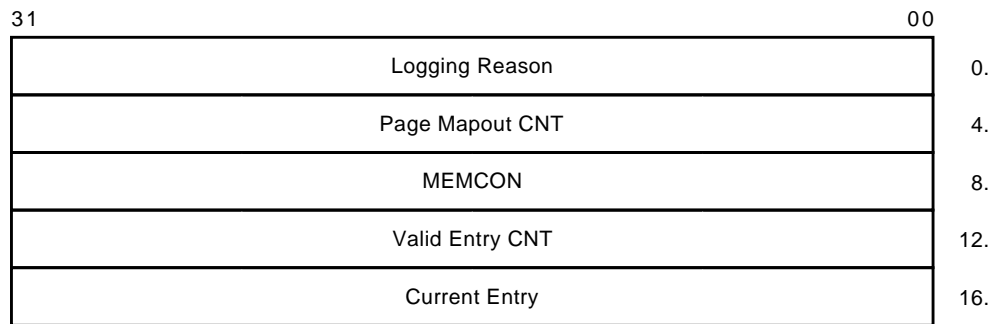 31 00
Logging Reason 0.
Page Mapout CNT 4.
MEMCON 8.
Valid Entry CNT 12.
Current Entry 16.